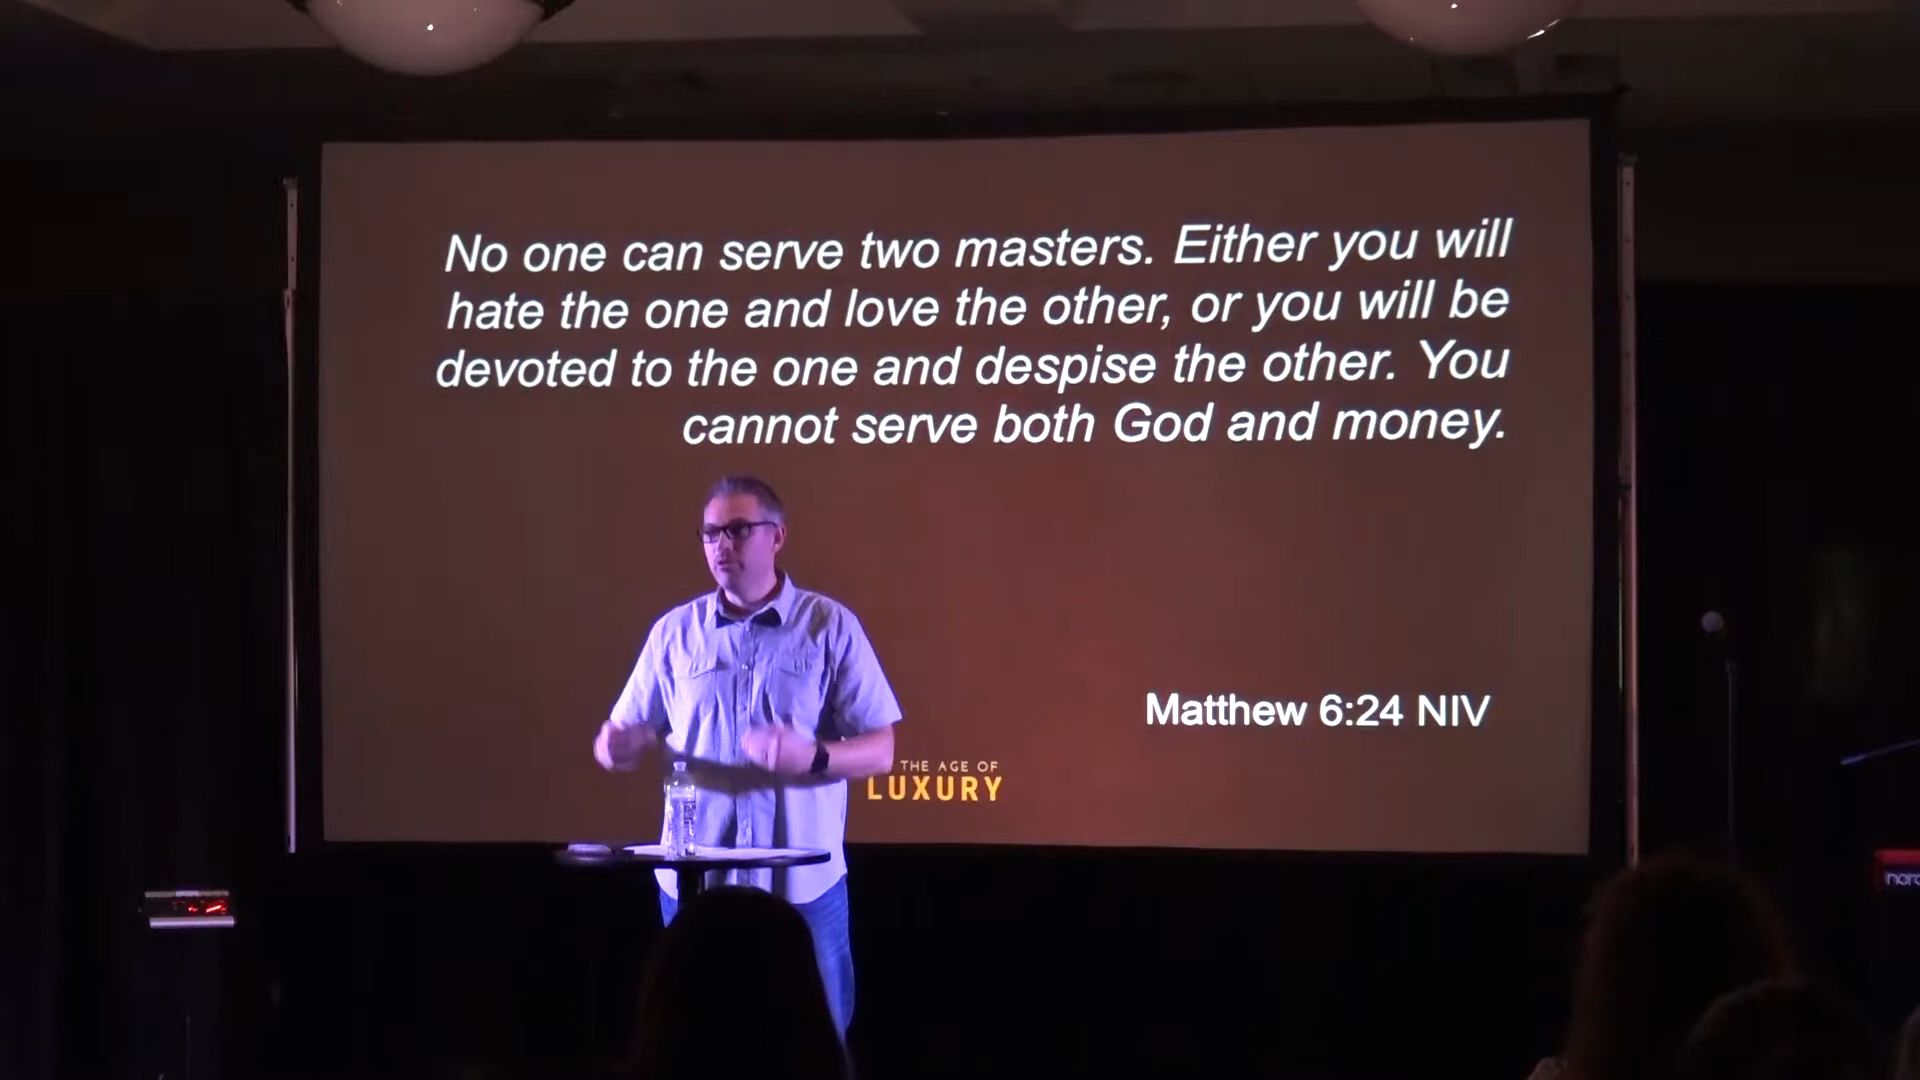 No one can serve two masters. Either you will
hate the one and love the other, or you will be
devoted to the one and despise the other. You
cannot serve both God and money.
Matthew 6:24 NIV
THE AGE OF
LUXURY